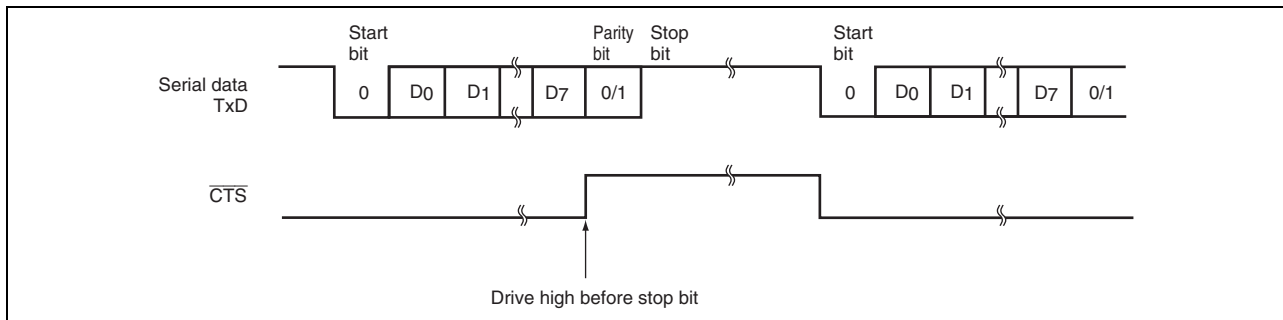 Start bit
Parity bit
Stop bit
Start bit
Serial data TxD
0 D0 D1 D7 0/1 0 D0 D1 D7 0/1
CTS
Drive high before stop bit